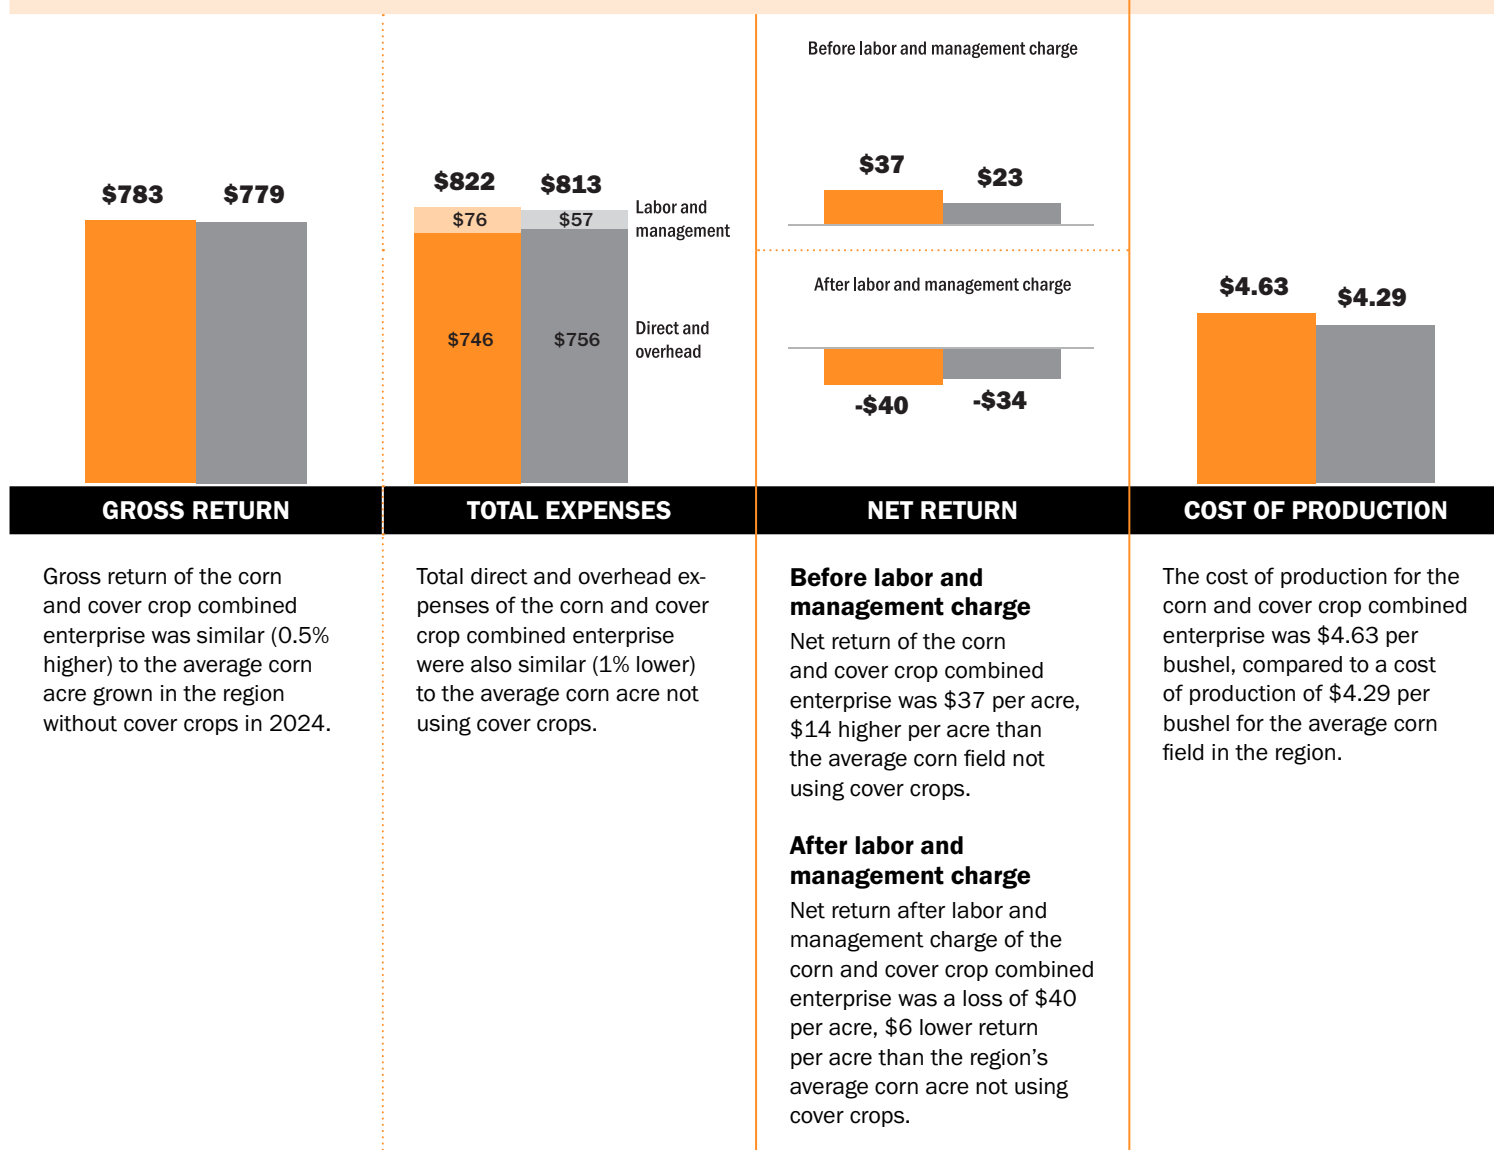 $783
$779
GROSS RETURN
Gross return of the corn
and cover crop combined
enterprise was similar (0.5%
higher) to the average corn
acre grown in the region
without cover crops in 2024.
$822
$813
$76
$57
Labor and
management
$746
$756
Direct and
overhead
TOTAL EXPENSES
Total direct and overhead ex-
penses of the corn and cover
crop combined enterprise
were also similar (1% lower)
to the average corn acre not
using cover crops.
Before labor and management charge
$37
$23
After labor and management charge
-$40
-$34
NET RETURN
Before labor and
management charge
Net return of the corn
and cover crop combined
enterprise was $37 per acre,
$14 higher per acre than
the average corn field not
using cover crops.
After labor and
management charge
Net return after labor and
management charge of the
corn and cover crop combined
enterprise was a loss of $40
per acre, $6 lower return
per acre than the region’s
average corn acre not using
cover crops.
$4.63
$4.29
COST OF PRODUCTION
The cost of production for the
corn and cover crop combined
enterprise was $4.63 per
bushel, compared to a cost
of production of $4.29 per
bushel for the average corn
field in the region.